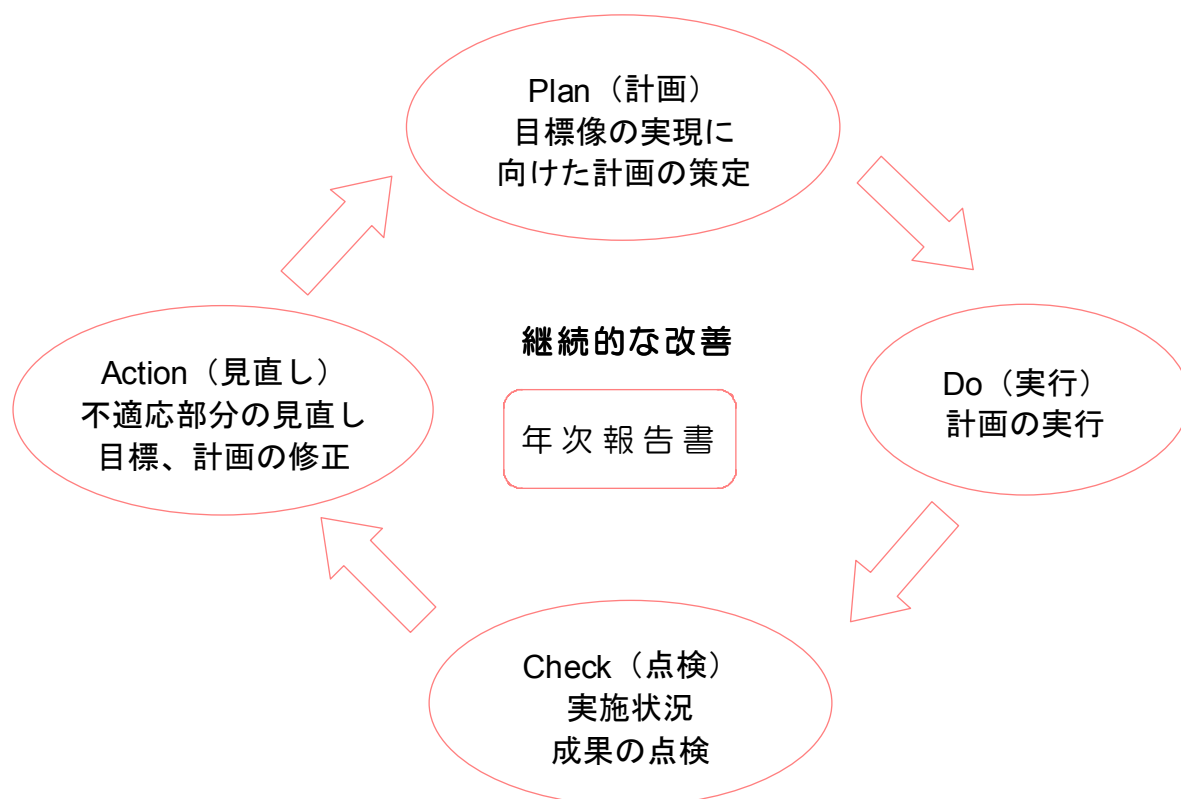 Plan（計画）
目標像の実現に
向けた計画の策定
継続的な改善
年次報告書
Action（見直し）
不適応部分の見直し
目標、計画の修正
Do（実行）
計画の実行
Check（点検）
実施状況
成果の点検